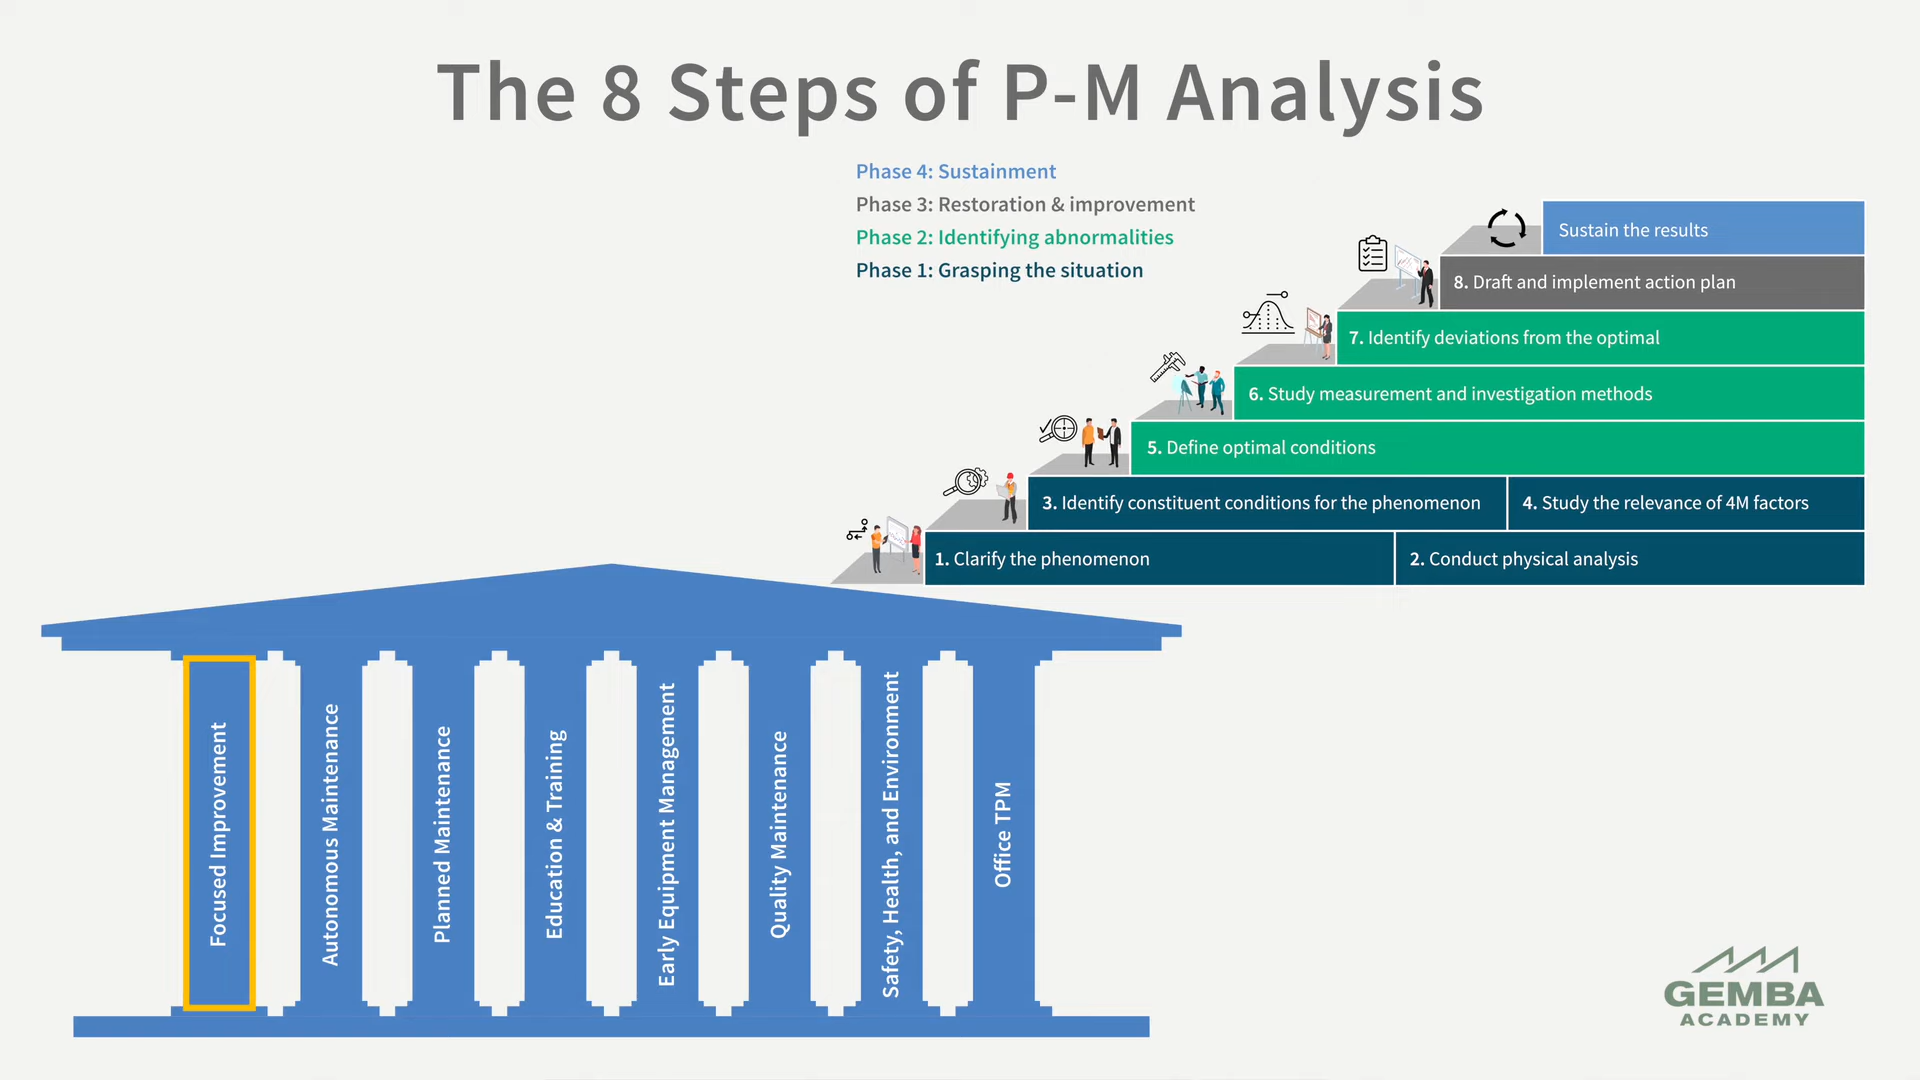 The 8 Steps of P-M Analysis
Phase 4: Sustainment
Phase 3: Restoration & improvement
Phase 2: Identifying abnormalities
Phase 1: Grasping the situation
Sustain the results
8. Draft and implement action plan
7. Identify deviations from the optimal
6. Study measurement and investigation methods
5. Define optimal conditions
3. Identify constituent conditions for the phenomenon
4. Study the relevance of 4M factors
1. Clarify the phenomenon
2. Conduct physical analysis
Focused Improvement
Autonomous Maintenance
Planned Maintenance
Education & Training
Early Equipment Management
Quality Maintenance
Safety, Health, and Environment
Office TPM
GEMBA
ACADEMY